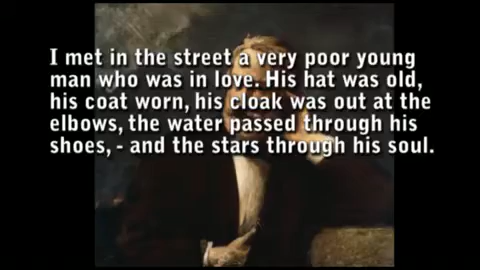 I met in the street a very poor young
man who was in love. His hat was old,
his coat worn, his cloak was out at the
elbows, the water passed through his
shoes, - and the stars through his soul.